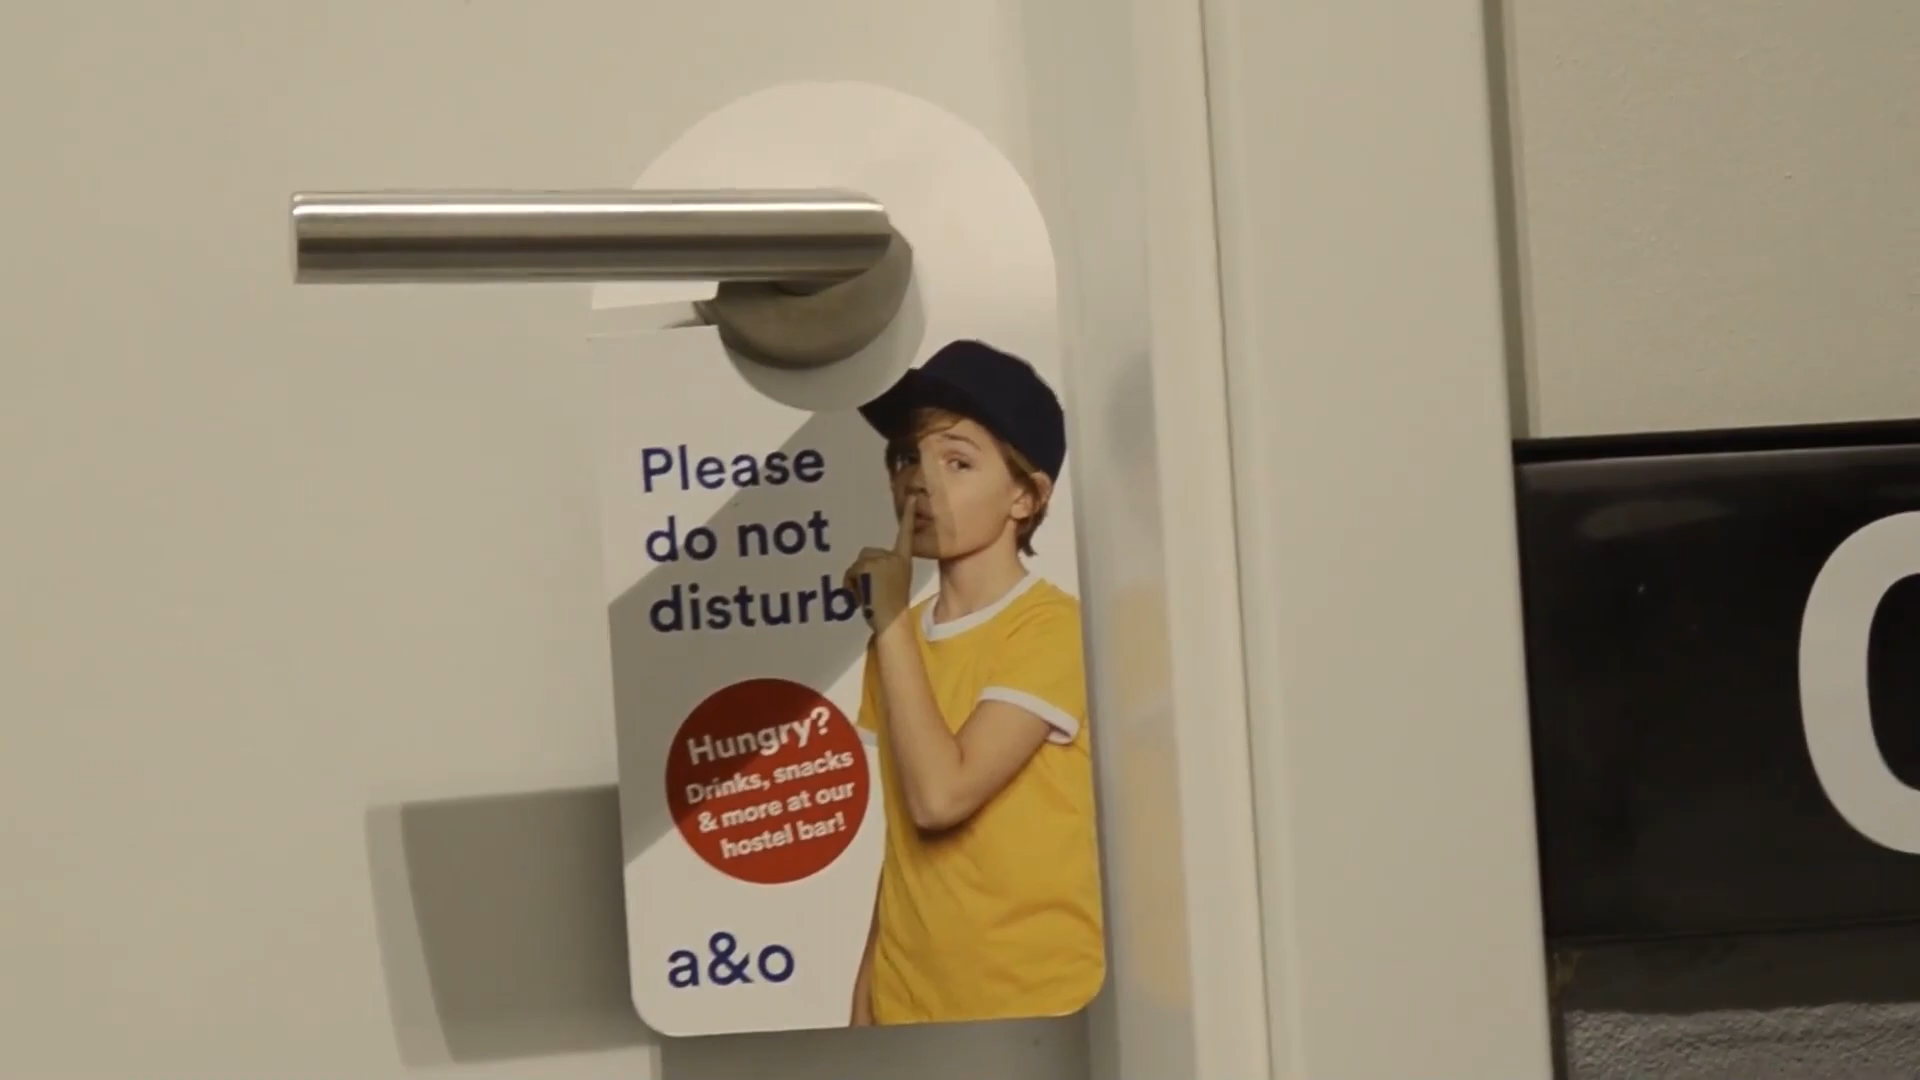 Please
do not
disturb!
Hungry?
Drinks, snacks
& more at our
hostel bar!
a&o